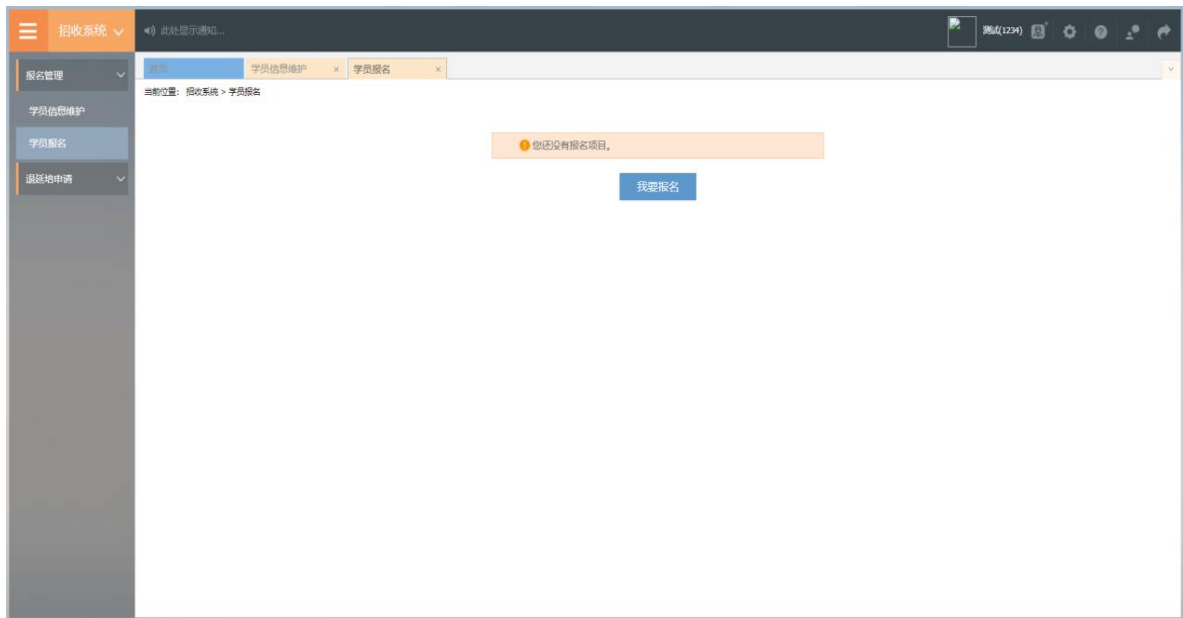 招收系统
此处显示通知...
测试(1234)
报名管理
学员信息维护
学员报名
退延培申请
首页
学员信息维护 ×
学员报名 ×
当前位置： 招收系统 > 学员报名
您还没有报名项目。
我要报名